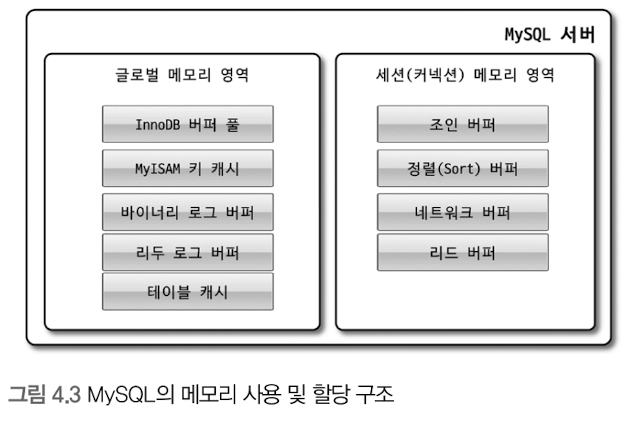 MySQL 서버
글로벌 메모리 영역
InnoDB 버퍼 풀
MyISAM 키 캐시
바이너리 로그 버퍼
리두 로그 버퍼
테이블 캐시
세션(커넥션) 메모리 영역
조인 버퍼
정렬(Sort) 버퍼
네트워크 버퍼
리드 버퍼
그림 4.3 MySQL의 메모리 사용 및 할당 구조